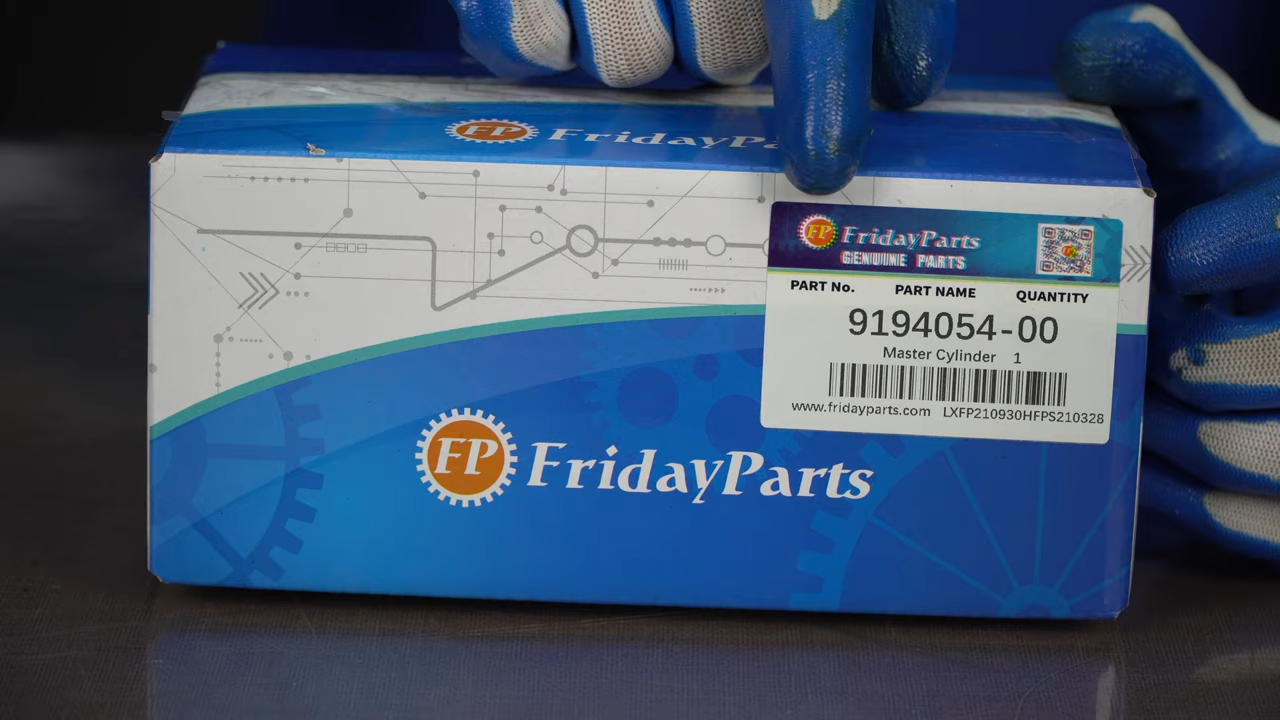 FP FridayPa
FP FridayParts
GENUINE PARTS
PART No. PART NAME QUANTITY
9194054-00
Master Cylinder 1
www.fridayparts.com LXFP210930HFPS210328
FP FridayParts